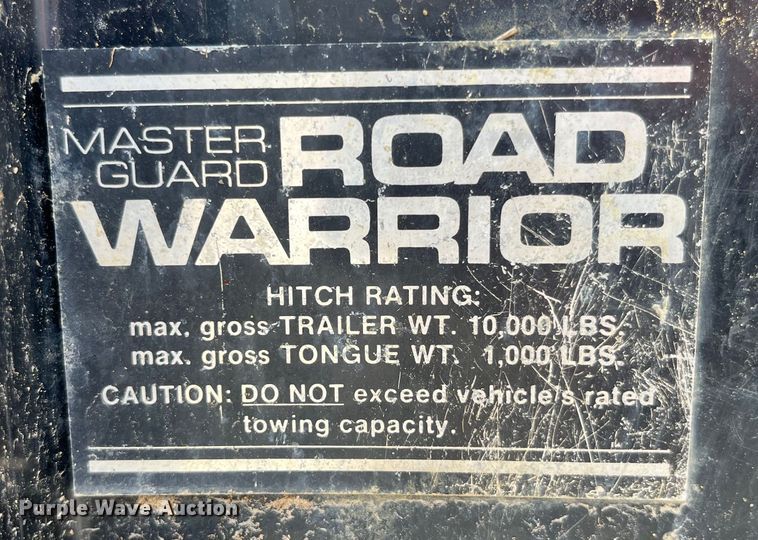 MASTER GUARD ROAD
WARRIOR
HITCH RATING:
max. gross TRAILER WT. 10,000 LBS.
max. gross TONGUE WT. 1,000 LBS.
CAUTION: DO NOT exceed vehicle's rated
towing capacity.
Purple Wave Auction